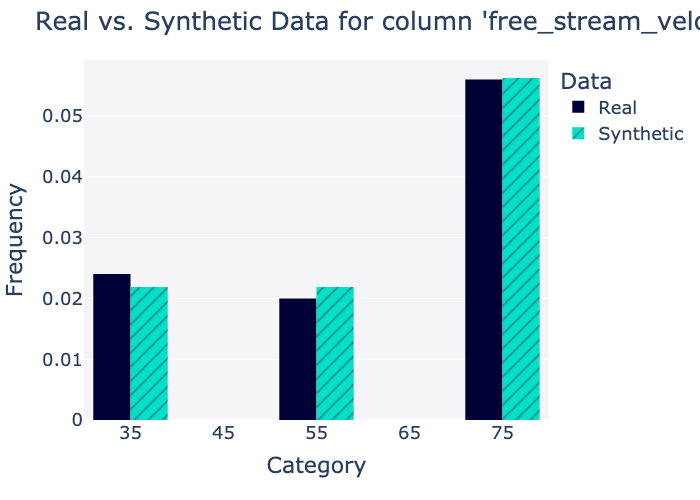 Real vs. Synthetic Data for column 'free_stream_velo
Data
Real
Synthetic
Frequency
0.05
0.04
0.03
0.02
0.01
0
35 45 55 65 75
Category